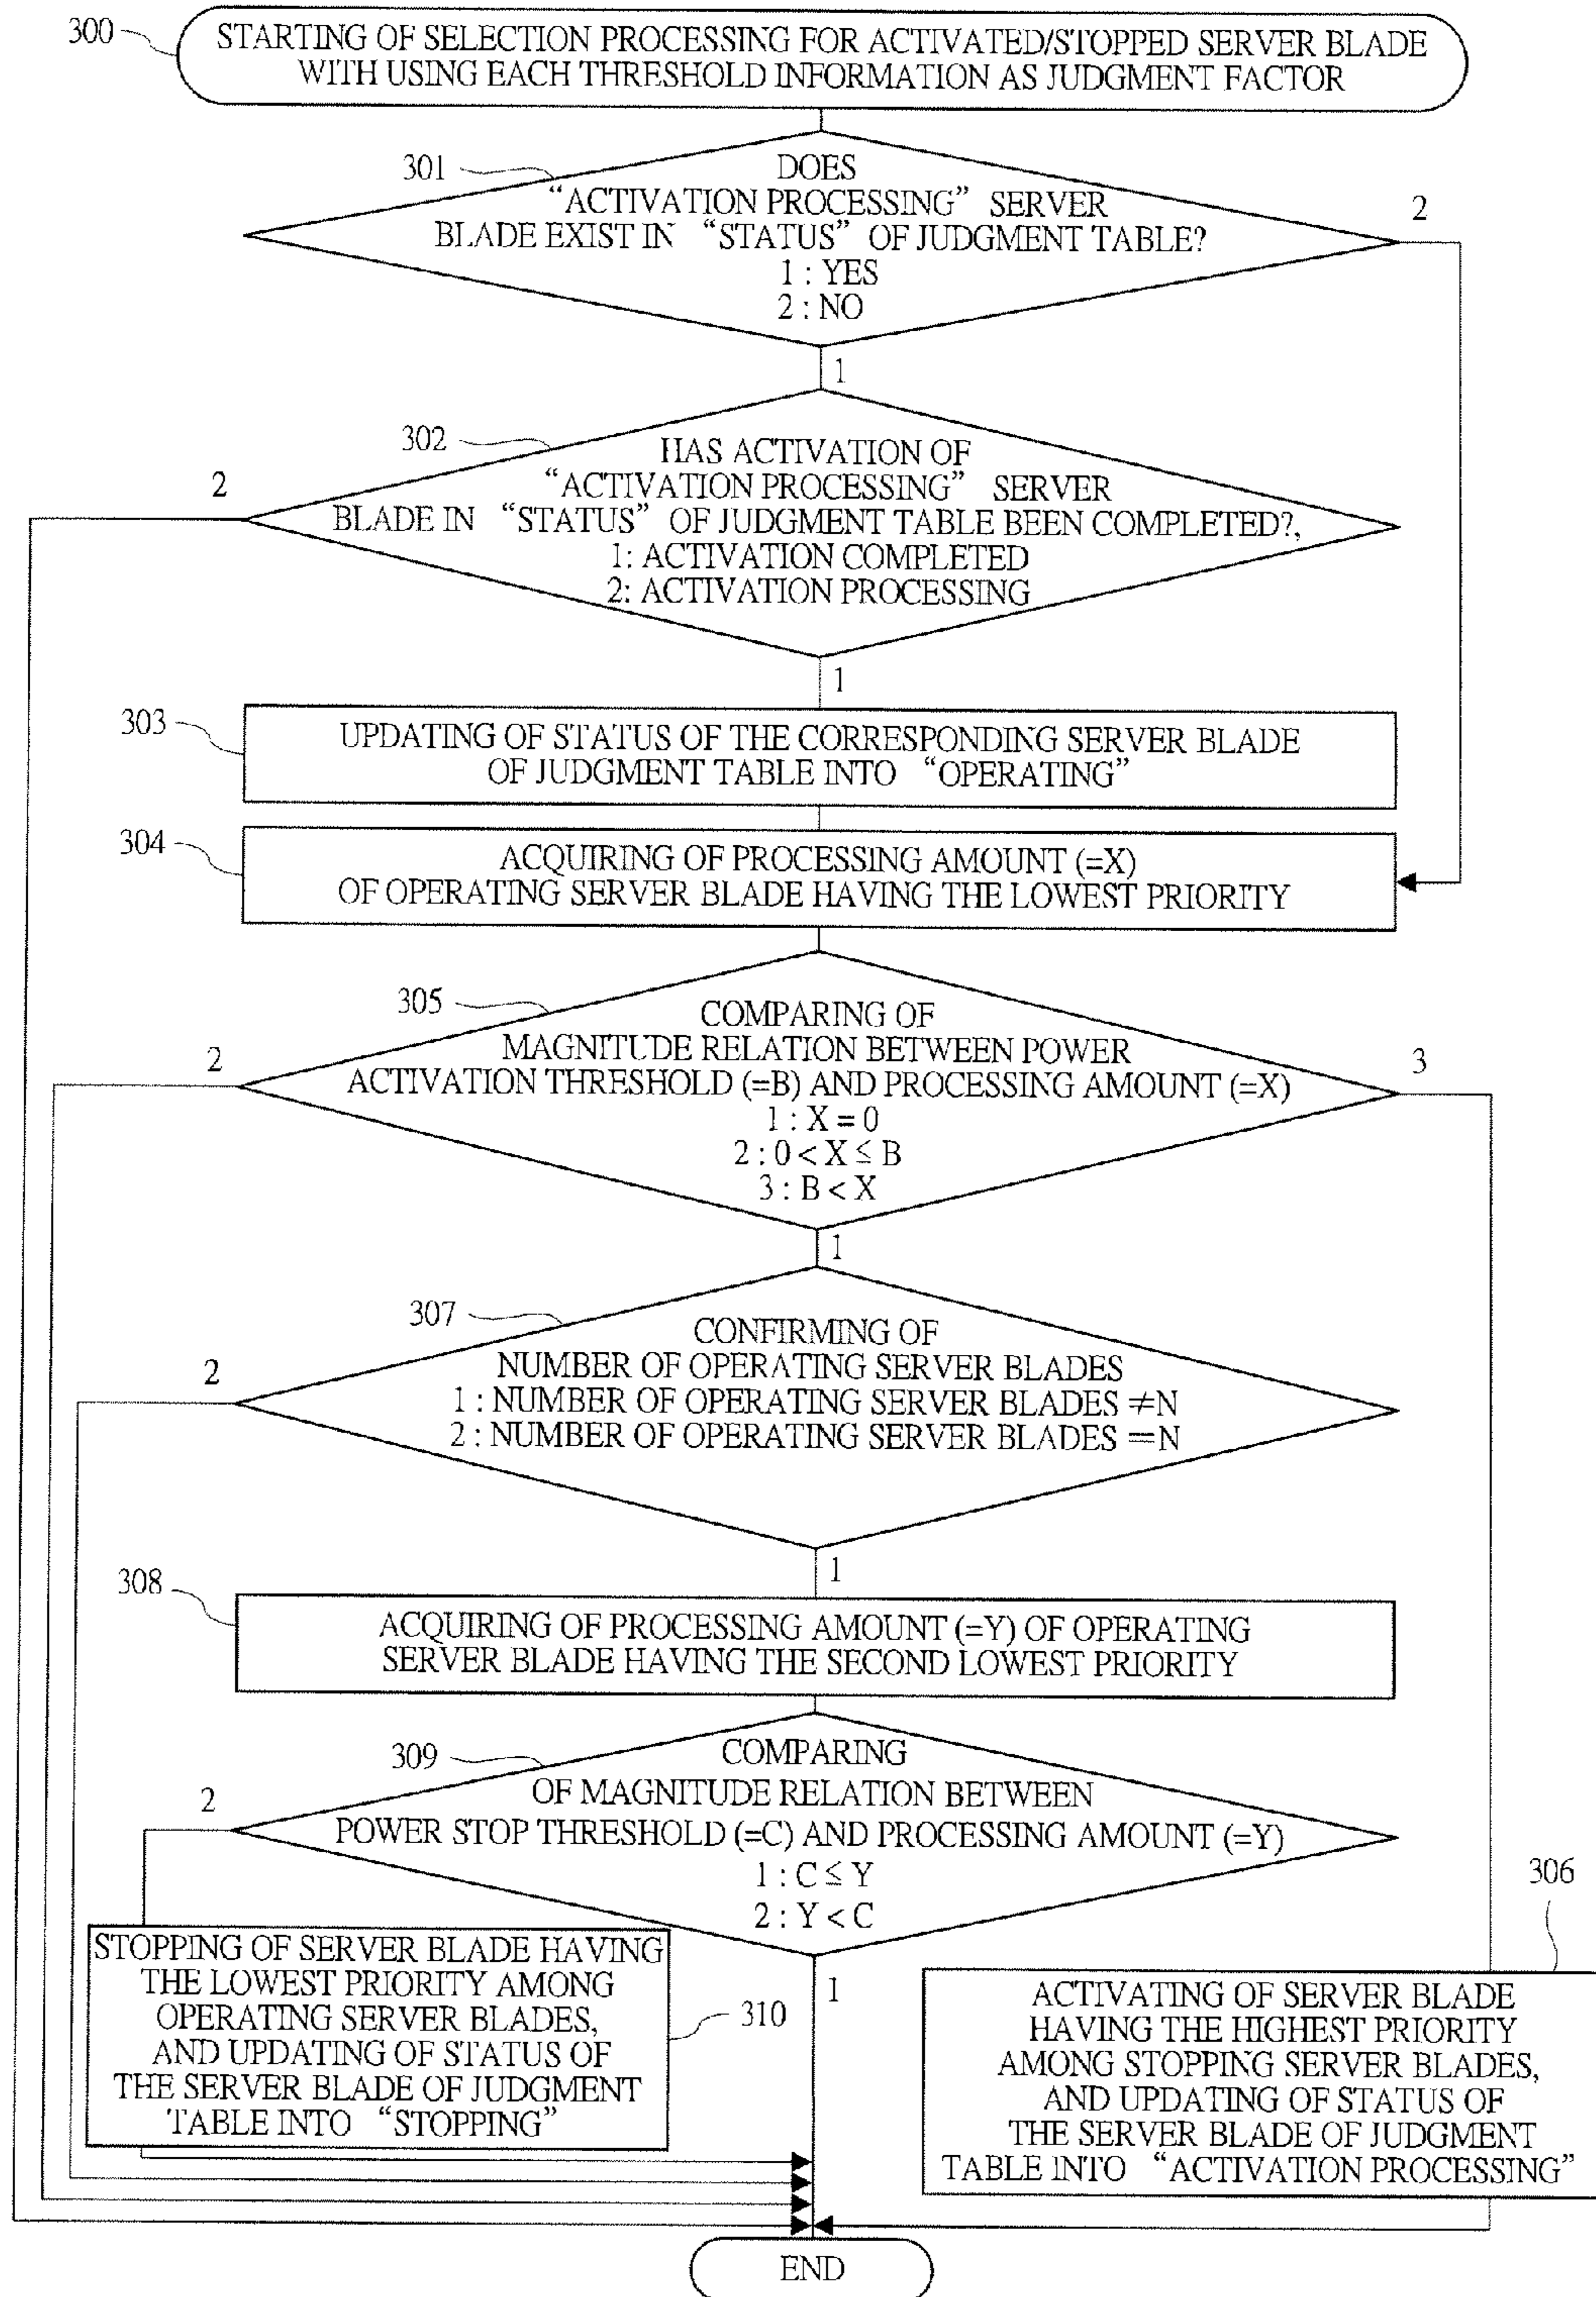 300
STARTING OF SELECTION PROCESSING FOR ACTIVATED/STOPPED SERVER BLADE
WITH USING EACH THRESHOLD INFORMATION AS JUDGMENT FACTOR
301
DOES
“ACTIVATION PROCESSING” SERVER
BLADE EXIST IN “STATUS” OF JUDGMENT TABLE?
1 : YES
2 : NO
2
1
302
HAS ACTIVATION OF
“ACTIVATION PROCESSING” SERVER
BLADE IN “STATUS” OF JUDGMENT TABLE BEEN COMPLETED?,
1: ACTIVATION COMPLETED
2: ACTIVATION PROCESSING
2
1
303
UPDATING OF STATUS OF THE CORRESPONDING SERVER BLADE
OF JUDGMENT TABLE INTO “OPERATING”
304
ACQUIRING OF PROCESSING AMOUNT (=X)
OF OPERATING SERVER BLADE HAVING THE LOWEST PRIORITY
305
COMPARING OF
MAGNITUDE RELATION BETWEEN POWER
ACTIVATION THRESHOLD (=B) AND PROCESSING AMOUNT (=X)
1 : X = 0
2 : 0 < X ≦ B
3 : B < X
2
3
1
307
CONFIRMING OF
NUMBER OF OPERATING SERVER BLADES
1 : NUMBER OF OPERATING SERVER BLADES ≠N
2 : NUMBER OF OPERATING SERVER BLADES =N
2
1
308
ACQUIRING OF PROCESSING AMOUNT (=Y) OF OPERATING
SERVER BLADE HAVING THE SECOND LOWEST PRIORITY
309
COMPARING
OF MAGNITUDE RELATION BETWEEN
POWER STOP THRESHOLD (=C) AND PROCESSING AMOUNT (=Y)
1 : C ≦ Y
2 : Y < C
2
1
STOPPING OF SERVER BLADE HAVING
THE LOWEST PRIORITY AMONG
OPERATING SERVER BLADES,
AND UPDATING OF STATUS OF
THE SERVER BLADE OF JUDGMENT
TABLE INTO “STOPPING”
310
306
ACTIVATING OF SERVER BLADE
HAVING THE HIGHEST PRIORITY
AMONG STOPPING SERVER BLADES,
AND UPDATING OF STATUS OF
THE SERVER BLADE OF JUDGMENT
TABLE INTO “ACTIVATION PROCESSING”
END